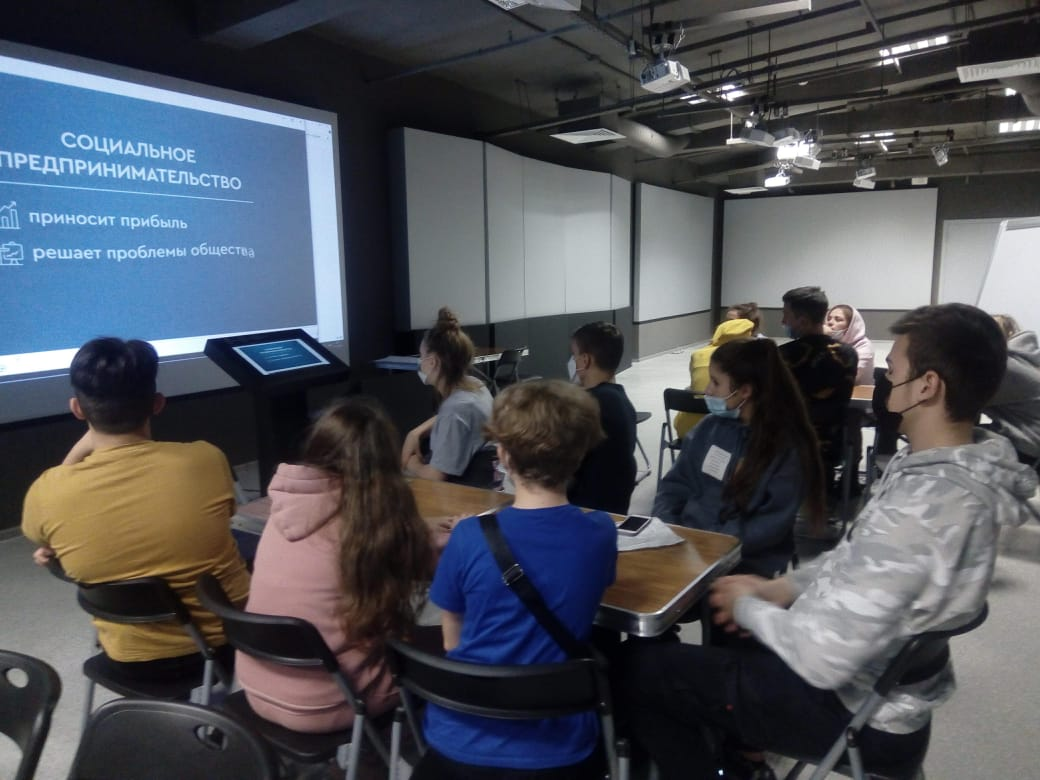 СОЦИАЛЬНОЕ
ПРЕДПРИНИМАТЕЛЬСТВО
приносит прибыль
решает проблемы общества